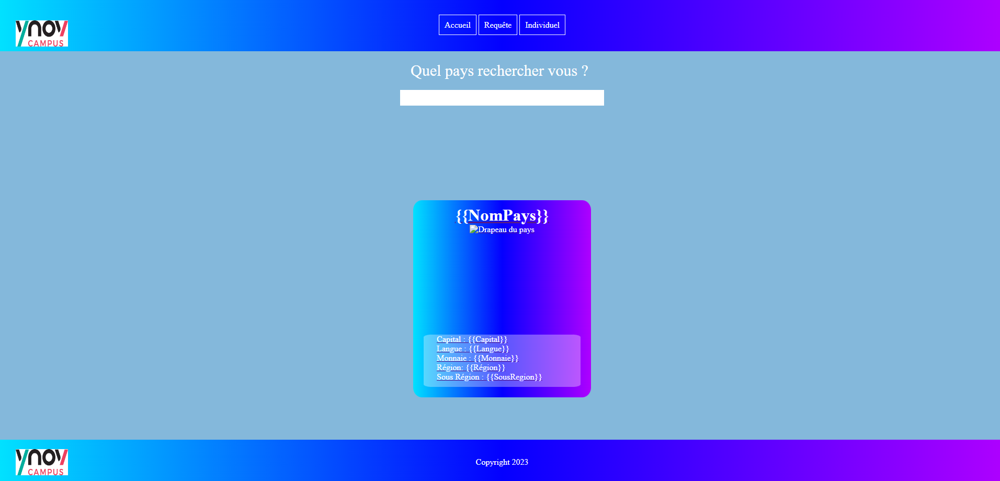 ynov
CAMPUS
Accueil Requête Individuel
Quel pays rechercher vous ?
{{NomPays}}
Drapeau du pays
Capital : {{Capital}}
Langue : {{Langue}}
Monnaie : {{Monnaie}}
Région: {{Région}}
Sous Région : {{SousRegion}}
ynov
CAMPUS
Copyright 2023